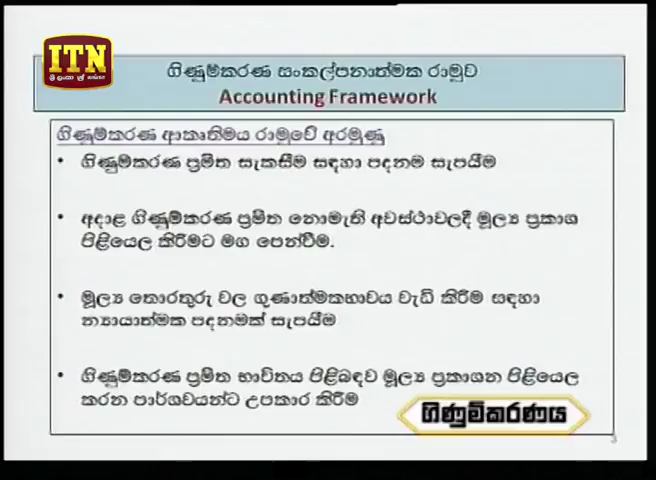 ITN
ශ්‍රී ලංකාවේ සත්කාර
ගිණුම්කරණ සංකල්පනාත්මක රාමුව
Accounting Framework
ගිණුම්කරණ ආකෘතිමය රාමුවේ අරමුණු
• ගිණුම්කරණ ප්‍රමිත සැකසීම සඳහා පදනම සැපයීම
• අදාළ ගිණුම්කරණ ප්‍රමිත නොමැති අවස්ථාවලදී මූල්‍ය ප්‍රකාශ
පිළියෙල කිරීමට මග පෙන්වීම.
• මූල්‍ය තොරතුරු වල ගුණාත්මකභාවය වැඩි කිරීම සඳහා
න්‍යායාත්මක පදනමක් සැපයීම
• ගිණුම්කරණ ප්‍රමිත භාවිතය පිළිබඳව මූල්‍ය ප්‍රකාශන පිළියෙල
කරන පාර්ශවයන්ට උපකාර කිරීම
ගිණුම්කරණය
3